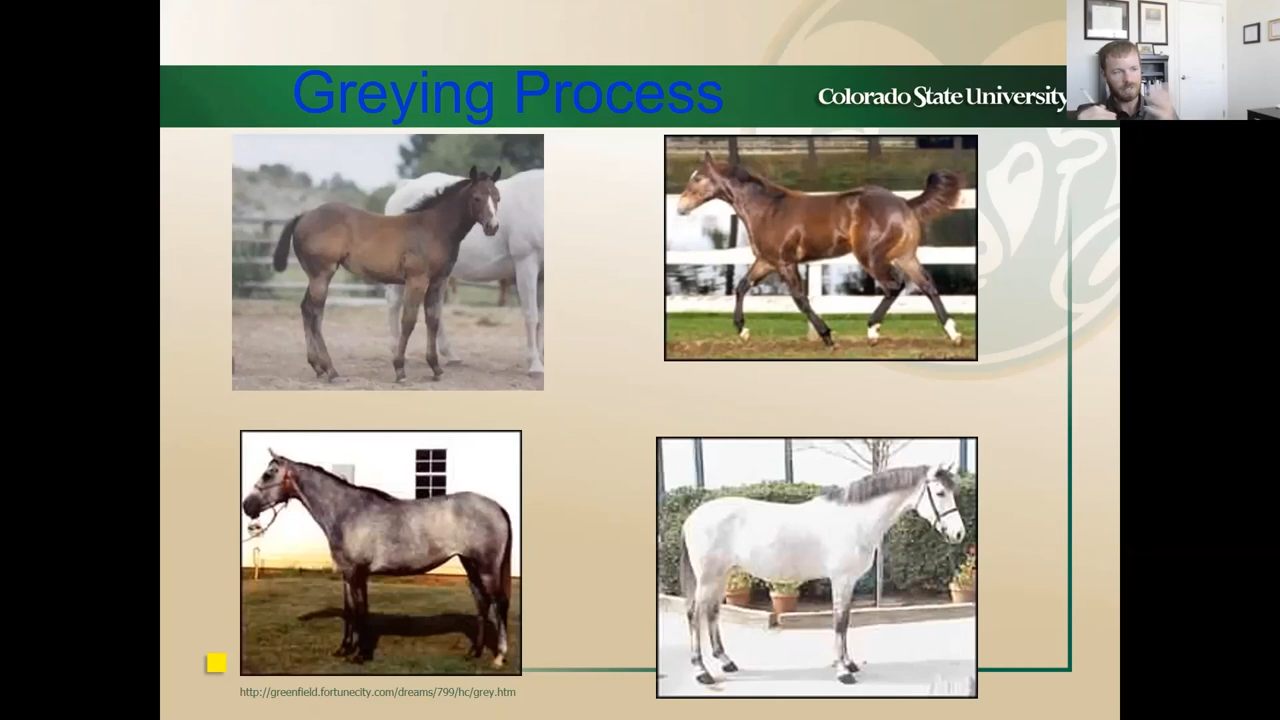 Greying Process
Colorado State University
http://greenfield.fortunecity.com/dreams/799/hc/grey.htm